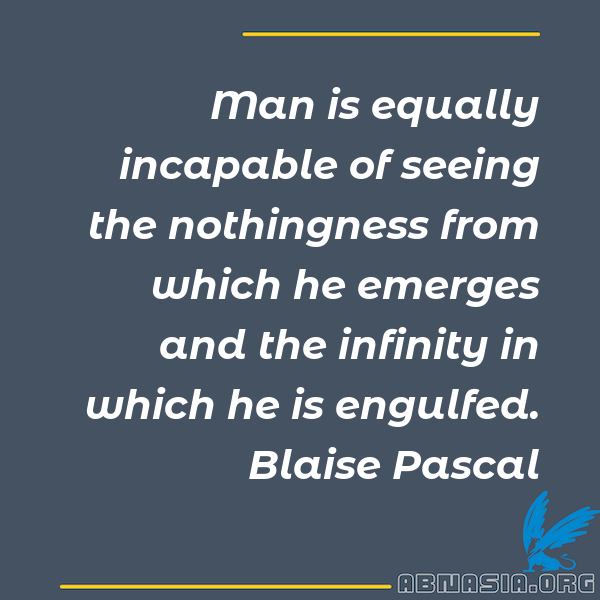 Man is equally
incapable of seeing
the nothingness from
which he emerges
and the infinity in
which he is engulfed.
Blaise Pascal
ABNASIA.ORG